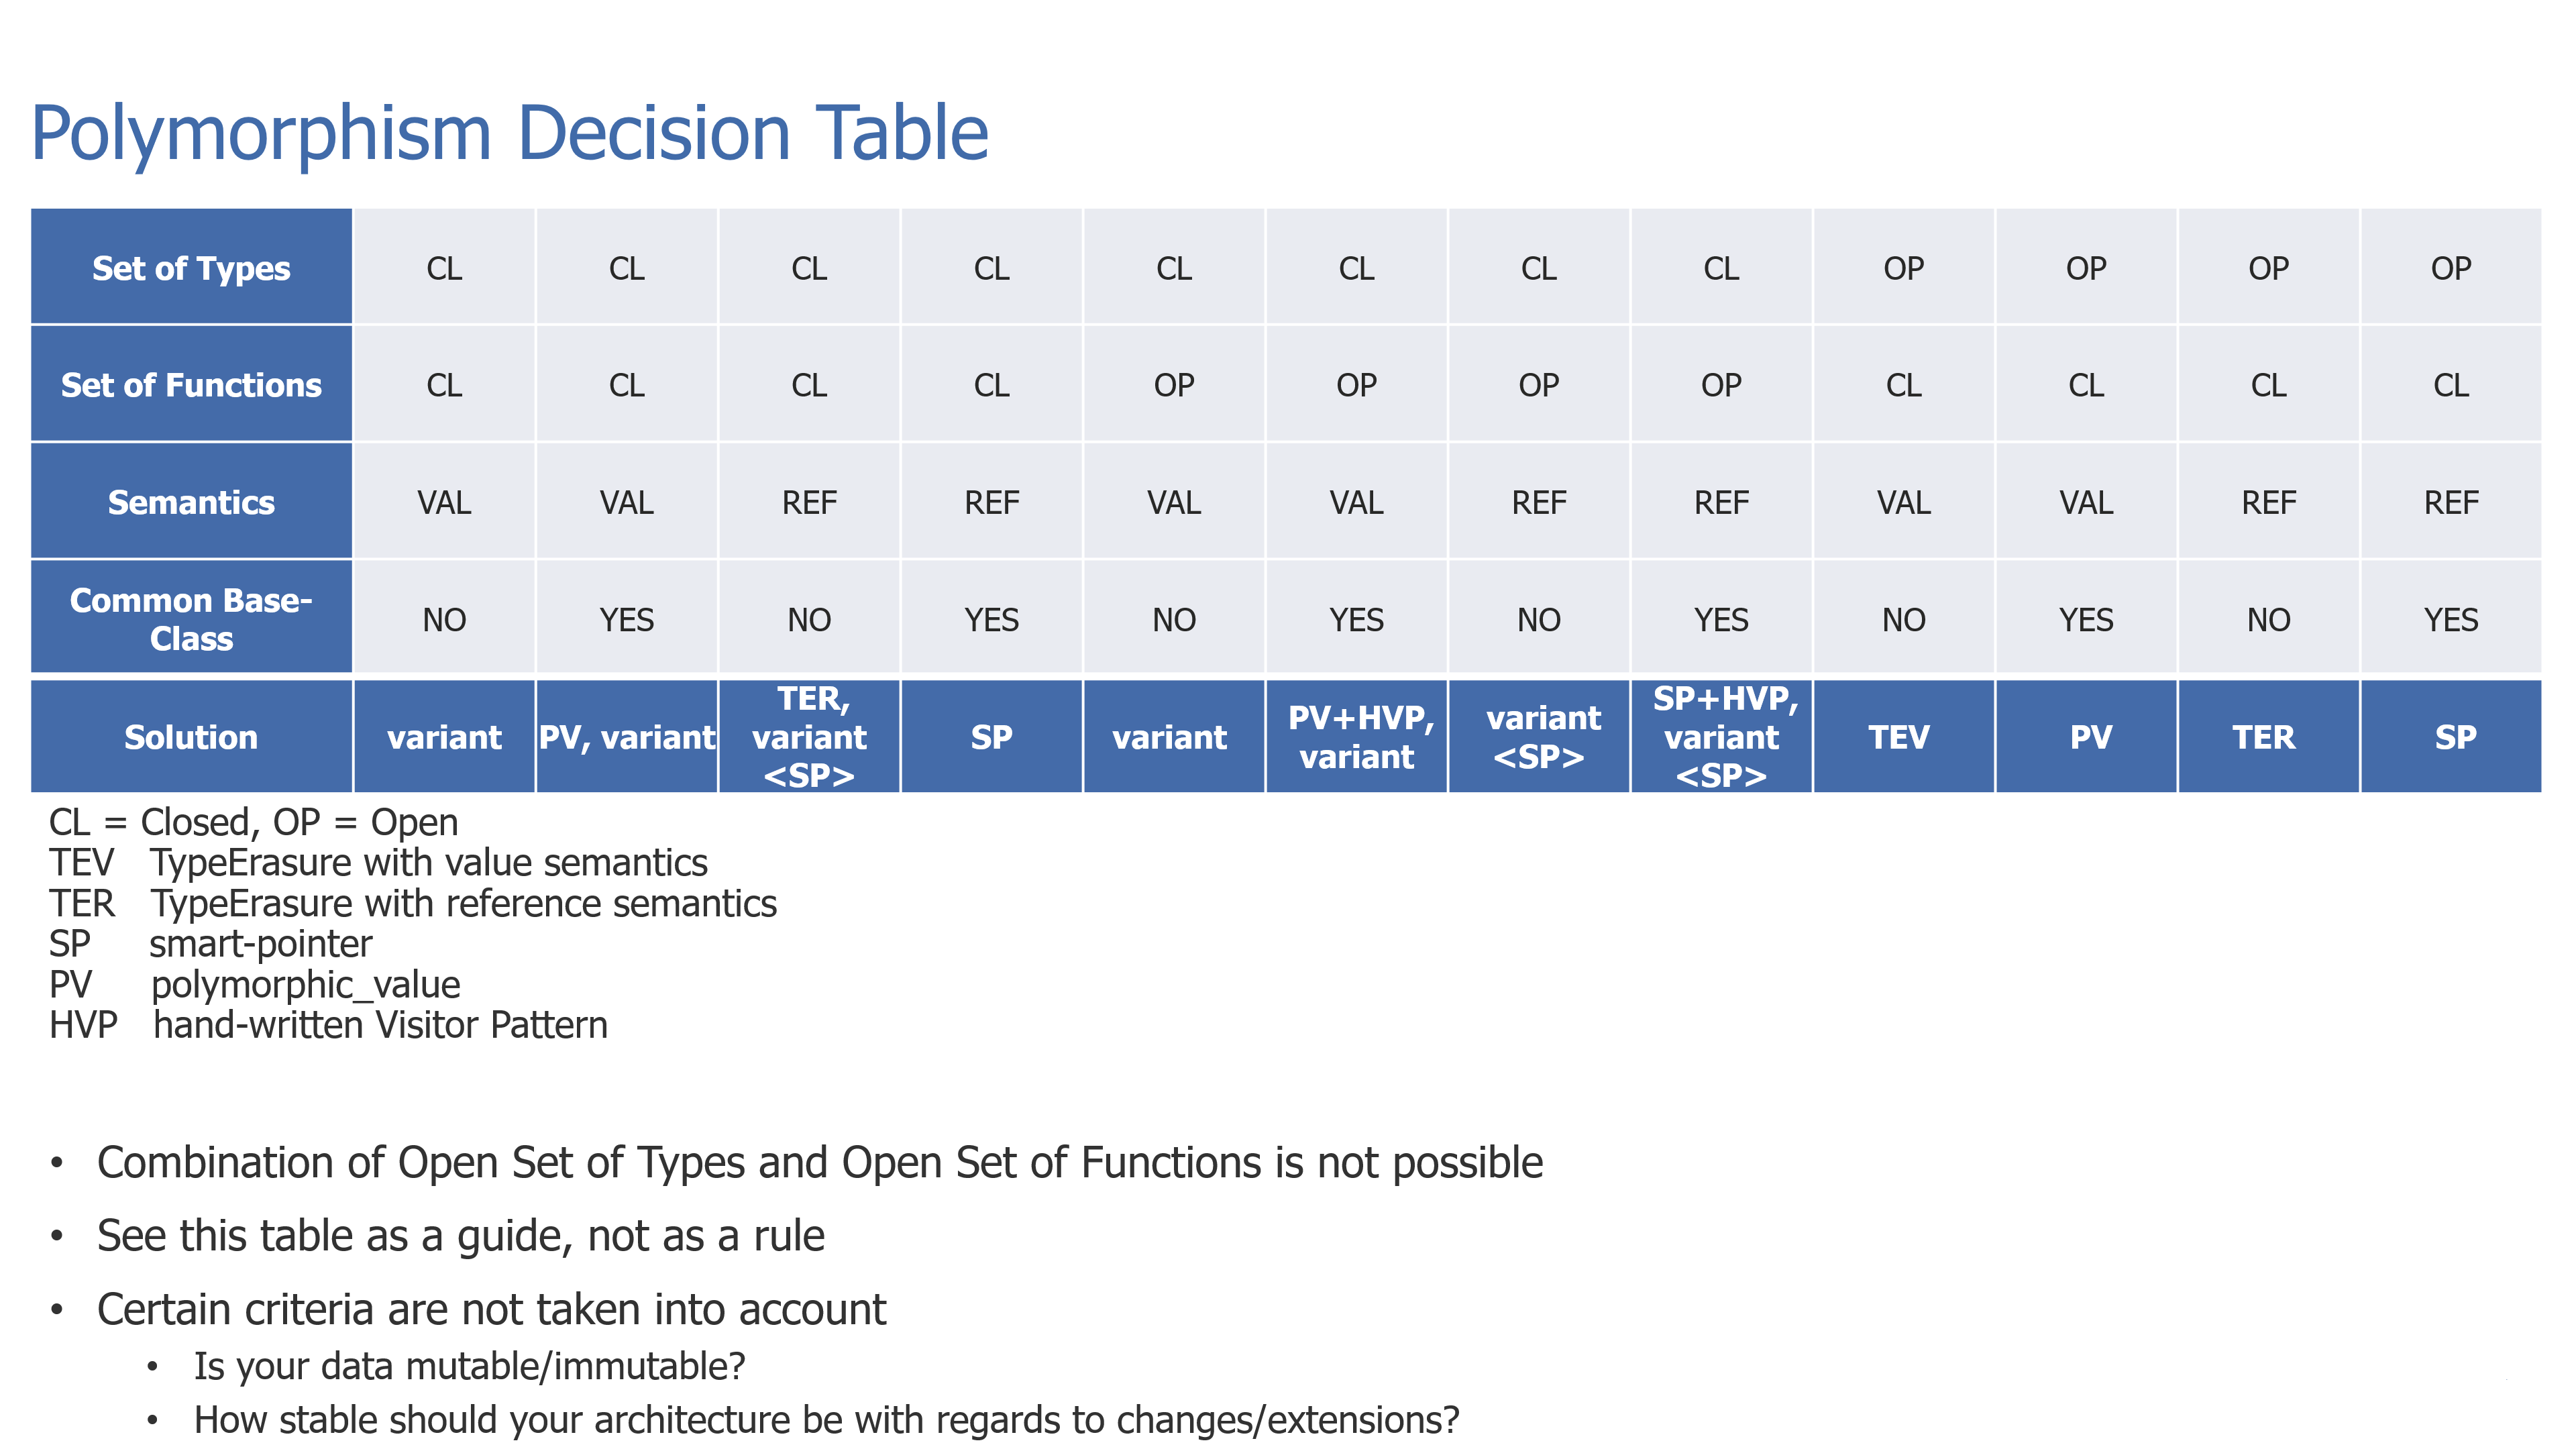 Polymorphism Decision Table
Set of Types CL CL CL CL CL CL CL CL OP OP OP OP
Set of Functions CL CL CL CL OP OP OP OP CL CL CL CL
Semantics VAL VAL REF REF VAL VAL REF REF VAL VAL REF REF
Common Base-
Class NO YES NO YES NO YES NO YES NO YES NO YES
Solution variant PV, variant TER, variant <SP> SP variant PV+HVP, variant variant <SP> SP+HVP, variant <SP> TEV PV TER SP
CL = Closed, OP = Open
TEV TypeErasure with value semantics
TER TypeErasure with reference semantics
SP smart-pointer
PV polymorphic_value
HVP hand-written Visitor Pattern
• Combination of Open Set of Types and Open Set of Functions is not possible
• See this table as a guide, not as a rule
• Certain criteria are not taken into account
• Is your data mutable/immutable?
• How stable should your architecture be with regards to changes/extensions?